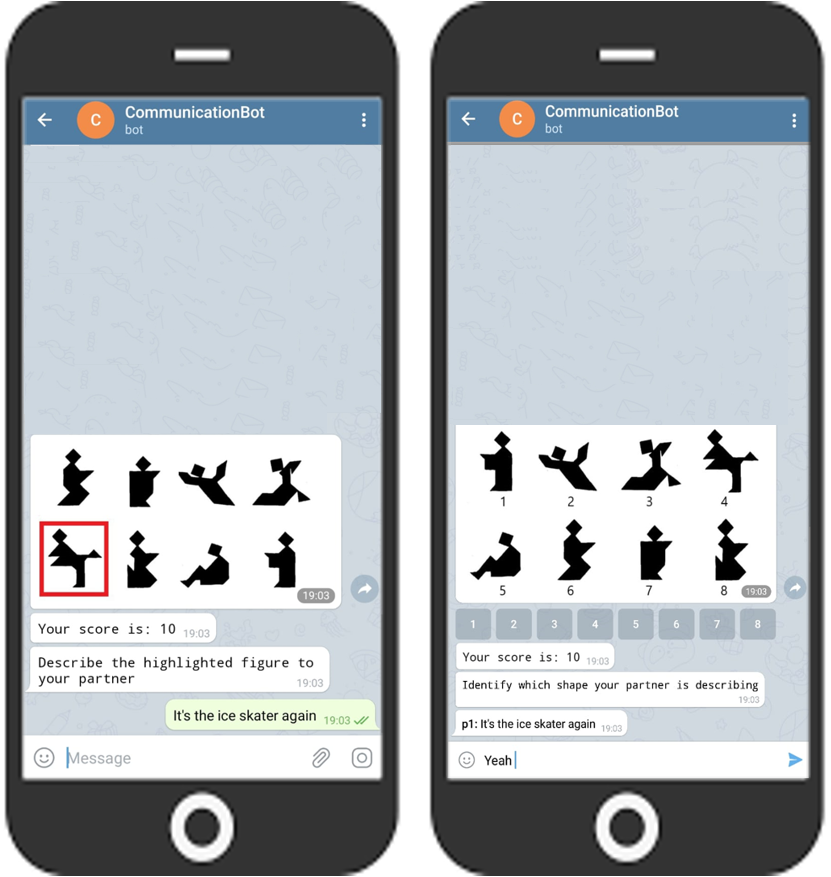 C
CommunicationBot
bot
19:03
Your score is: 10 19:03
Describe the highlighted figure to
your partner
19:03
It's the ice skater again 19:03
Message
C
CommunicationBot
bot
1 2 3 4
5 6 7 8 19:03
1 2 3 4 5 6 7 8
Your score is: 10 19:03
Identify which shape your partner is describing
19:03
p1: It's the ice skater again 19:03
Yeah